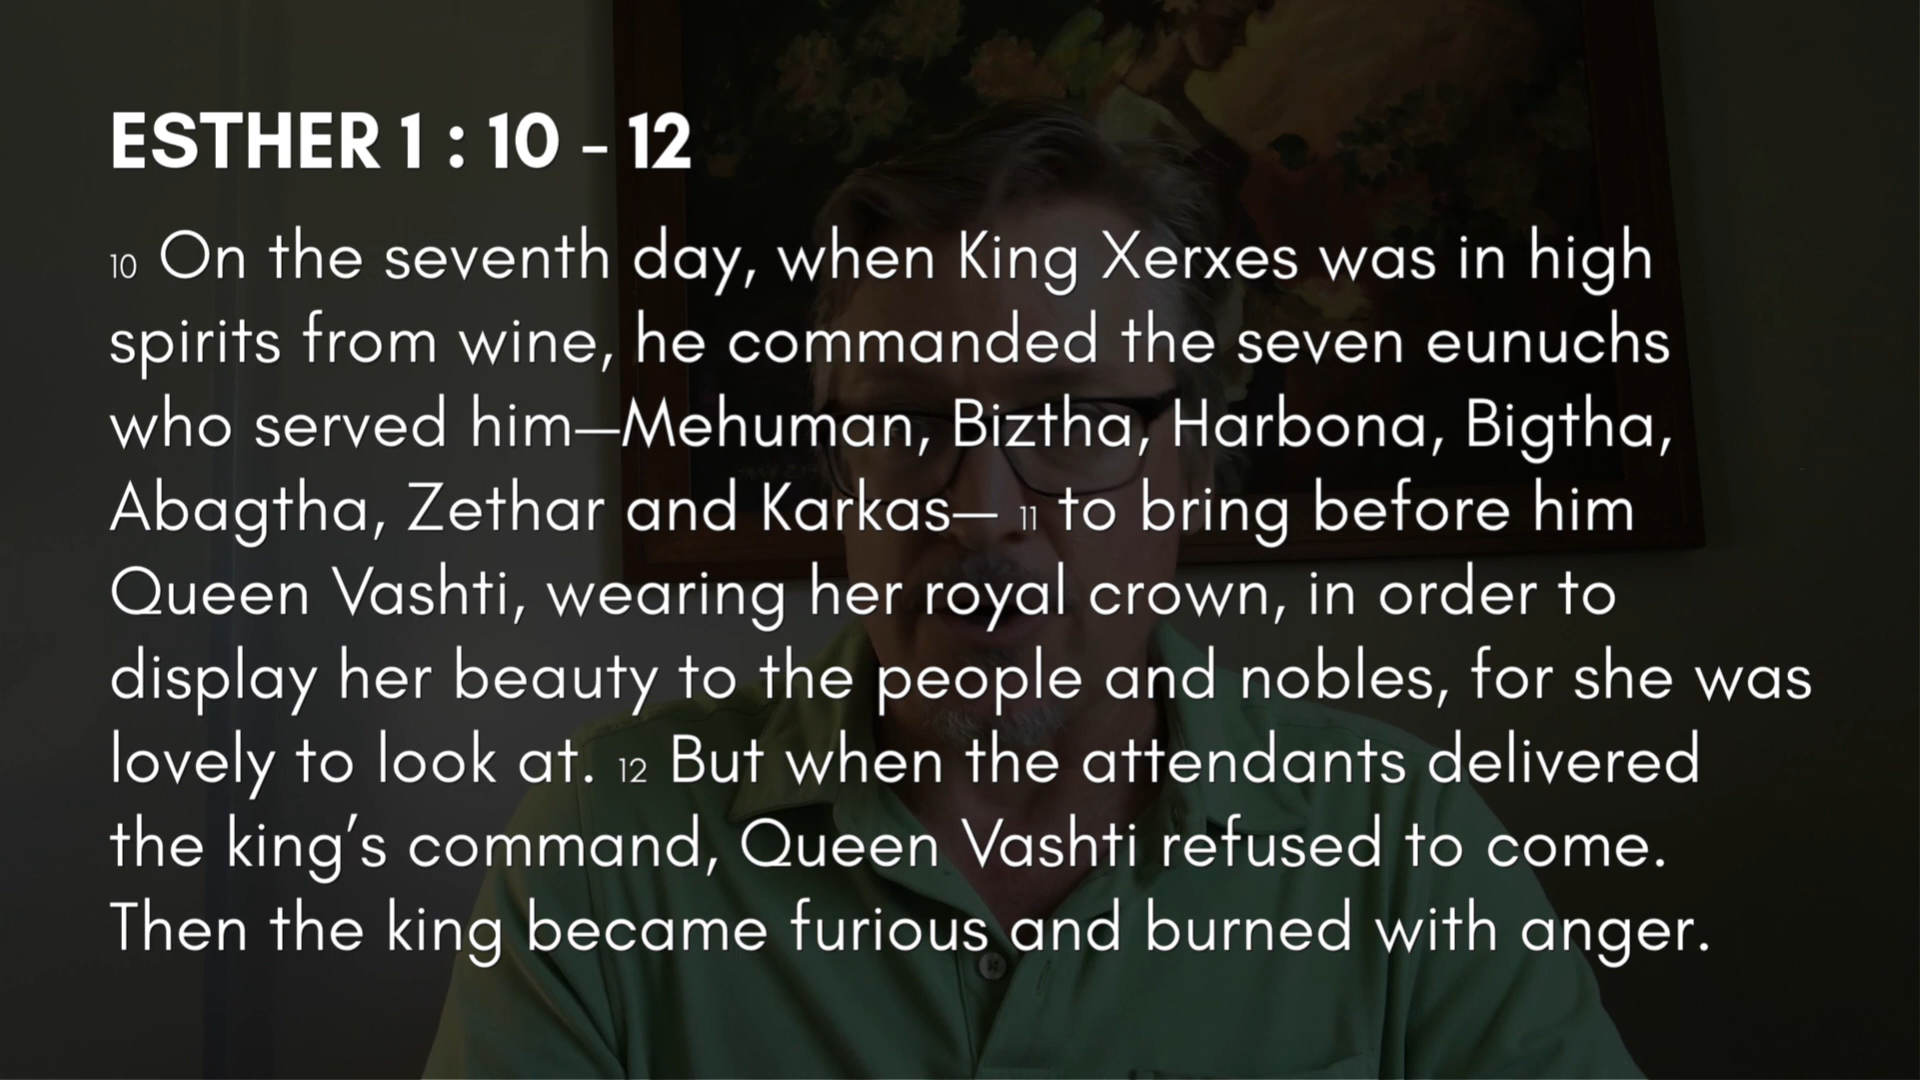 ESTHER 1 : 10 - 12
10 On the seventh day, when King Xerxes was in high
spirits from wine, he commanded the seven eunuchs
who served him—Mehuman, Biztha, Harbona, Bigtha,
Abagtha, Zethar and Karkas— 11 to bring before him
Queen Vashti, wearing her royal crown, in order to
display her beauty to the people and nobles, for she was
lovely to look at. 12 But when the attendants delivered
the king’s command, Queen Vashti refused to come.
Then the king became furious and burned with anger.